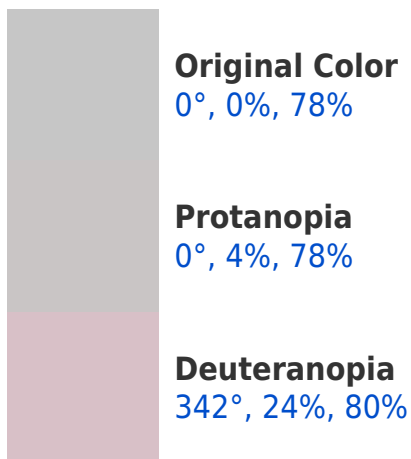 Original Color
0°, 0%, 78%
Protanopia
0°, 4%, 78%
Deuteranopia
342°, 24%, 80%